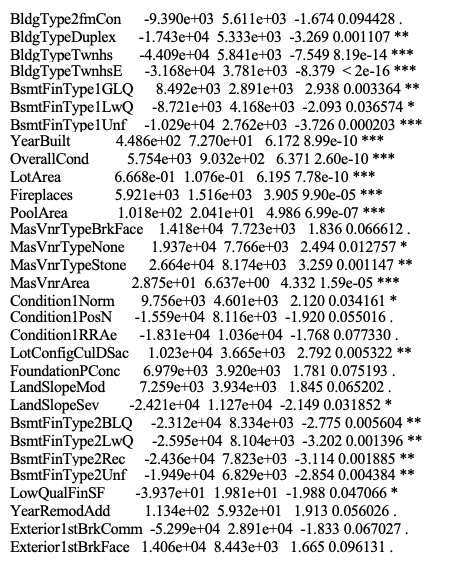 BldgType2fmCon -9.390e+03 5.611e+03 -1.674 0.094428 .
BldgTypeDuplex -1.743e+04 5.333e+03 -3.269 0.001107 **
BldgTypeTwnhs -4.409e+04 5.841e+03 -7.549 8.19e-14 ***
BldgTypeTwnhsE -3.168e+04 3.781e+03 -8.379 < 2e-16 ***
BsmtFinType1GLQ 8.492e+03 2.891e+03 2.938 0.003364 **
BsmtFinType1LwQ -8.721e+03 4.168e+03 -2.093 0.036574 *
BsmtFinType1Unf -1.029e+04 2.762e+03 -3.726 0.000203 ***
YearBuilt 4.486e+02 7.270e+01 6.172 8.99e-10 ***
OverallCond 5.754e+03 9.032e+02 6.371 2.60e-10 ***
LotArea 6.668e-01 1.076e-01 6.195 7.78e-10 ***
Fireplaces 5.921e+03 1.516e+03 3.905 9.90e-05 ***
PoolArea 1.018e+02 2.041e+01 4.986 6.99e-07 ***
MasVnrTypeBrkFace 1.418e+04 7.723e+03 1.836 0.066612 .
MasVnrTypeNone 1.937e+04 7.766e+03 2.494 0.012757 *
MasVnrTypeStone 2.664e+04 8.174e+03 3.259 0.001147 **
MasVnrArea 2.875e+01 6.637e+00 4.332 1.59e-05 ***
Condition1Norm 9.756e+03 4.601e+03 2.120 0.034161 *
Condition1PosN -1.559e+04 8.116e+03 -1.920 0.055016 .
Condition1RRAe -1.831e+04 1.036e+04 -1.768 0.077330 .
LotConfigCulDSac 1.023e+04 3.665e+03 2.792 0.005322 **
FoundationPConc 6.979e+03 3.920e+03 1.781 0.075193 .
LandSlopeMod 7.259e+03 3.934e+03 1.845 0.065202 .
LandSlopeSev -2.421e+04 1.127e+04 -2.149 0.031852 *
BsmtFinType2BLQ -2.312e+04 8.334e+03 -2.775 0.005604 **
BsmtFinType2LwQ -2.595e+04 8.104e+03 -3.202 0.001396 **
BsmtFinType2Rec -2.436e+04 7.823e+03 -3.114 0.001885 **
BsmtFinType2Unf -1.949e+04 6.829e+03 -2.854 0.004384 **
LowQualFinSF -3.937e+01 1.981e+01 -1.988 0.047066 *
YearRemodAdd 1.134e+02 5.932e+01 1.913 0.056026 .
Exterior1stBrkComm -5.299e+04 2.891e+04 -1.833 0.067027 .
Exterior1stBrkFace 1.406e+04 8.443e+03 1.665 0.096131 .